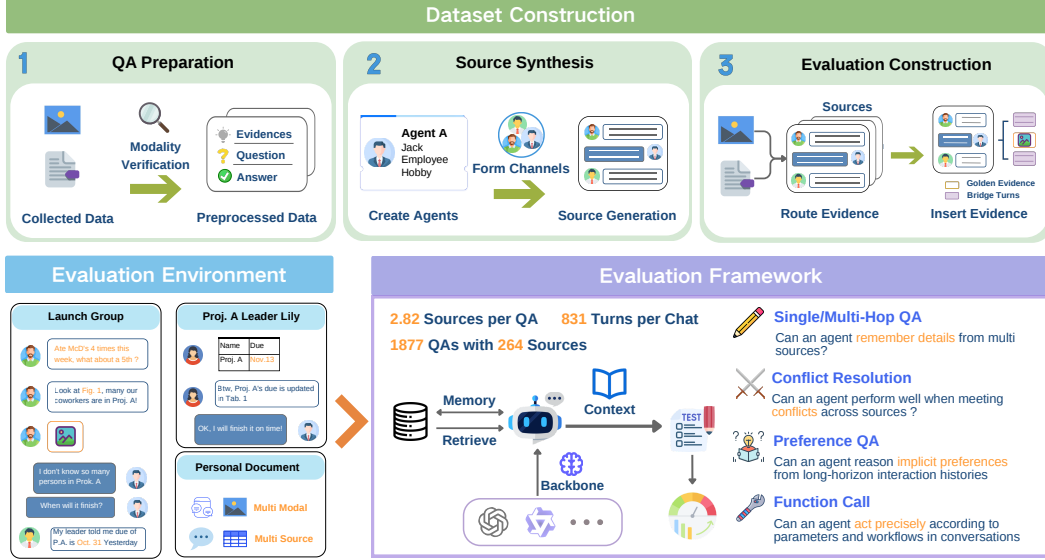 Dataset Construction
1 QA Preparation
Modality
Verification
Evidences
Question
Answer
Collected Data
Preprocessed Data
2 Source Synthesis
Agent A
Jack
Employee
Hobby
Form Channels
Create Agents
Source Generation
3 Evaluation Construction
Sources
Golden Evidence
Bridge Turns
Route Evidence
Insert Evidence
Evaluation Environment
Launch Group
Ate McD's 4 times this
week, what about a 5th ?
Look at Fig. 1, many our
coworkers are in Proj. A!
I don't know so many
persons in Prok. A
When will it finish?
My leader told me due of
P.A. is Oct. 31 Yesterday
Proj. A Leader Lily
Name Due
Proj. A Nov.13
Btw, Proj. A's due is updated
in Tab. 1
OK, I will finish it on time!
Personal Document
Multi Modal
Multi Source
Evaluation Framework
2.82 Sources per QA 831 Turns per Chat
1877 QAs with 264 Sources
Memory
Retrieve
Context
TEST
Backbone
Single/Multi-Hop QA
Can an agent remember details from multi
sources?
Conflict Resolution
Can an agent perform well when meeting
conflicts across sources ?
Preference QA
Can an agent reason implicit preferences
from long-horizon interaction histories
Function Call
Can an agent act precisely according to
parameters and workflows in conversations